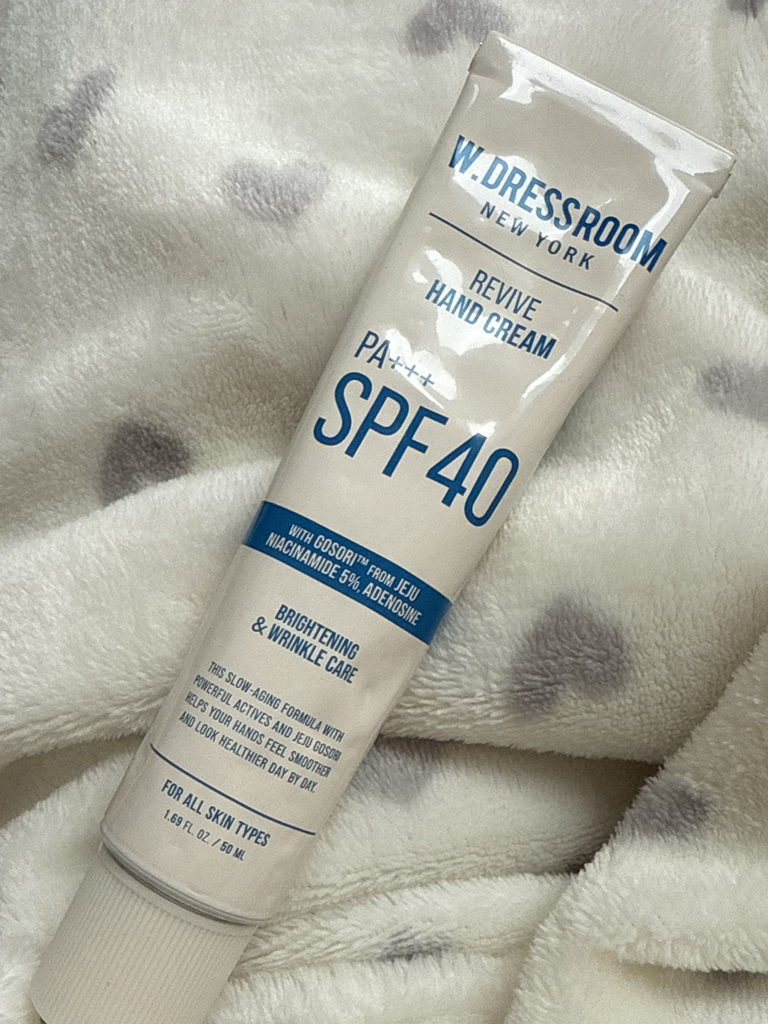 W.DRESSROOM
NEW YORK
REVIVE
HAND CREAM
PA+++
SPF40
WITH GOSORI™ FROM JEJU
NIACINAMIDE 5%, ADENOSINE
BRIGHTENING
& WRINKLE CARE
THIS SLOW-AGING FORMULA WITH
POWERFUL ACTIVES AND JEJU GOSORI
HELPS YOUR HANDS FEEL SMOOTHER
AND LOOK HEALTHIER DAY BY DAY.
FOR ALL SKIN TYPES
1.69 FL. OZ. / 50 ML